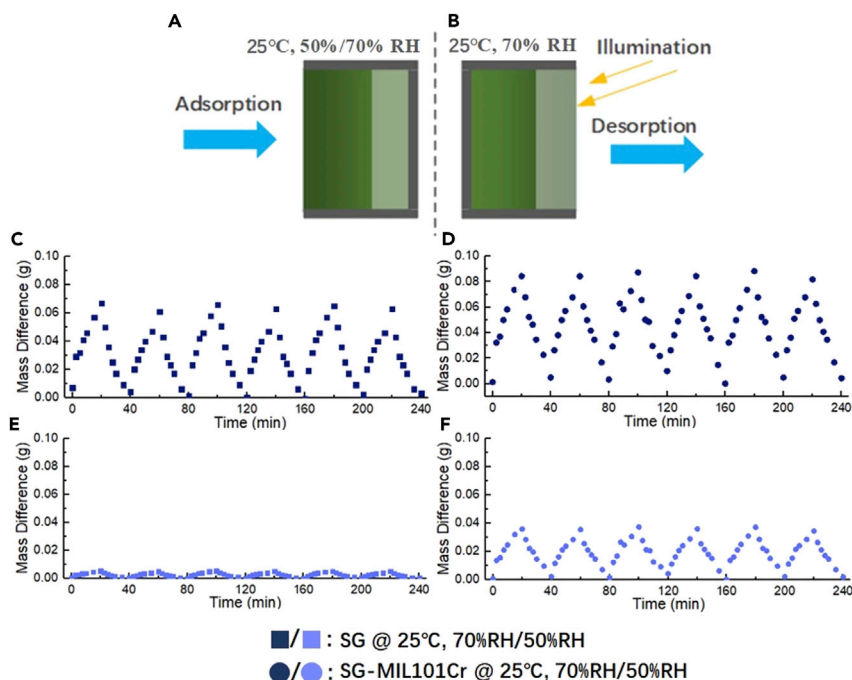 A
B
25°C, 50%/70% RH
25°C, 70% RH
Illumination
Adsorption
Desorption
C
D
0.10
0.08
0.06
0.04
0.02
0.00
Mass Difference (g)
0 40 80 120 160 200 240
Time (min)
0.10
0.08
0.06
0.04
0.02
0.00
Mass Difference (g)
0 40 80 120 160 200 240
Time (min)
E
F
0.10
0.08
0.06
0.04
0.02
0.00
Mass Difference (g)
0 40 80 120 160 200 240
Time (min)
0.10
0.08
0.06
0.04
0.02
0.00
Mass Difference (g)
0 40 80 120 160 200 240
Time (min)
/ : SG @ 25℃, 70%RH/50%RH
/ : SG-MIL101Cr @ 25℃, 70%RH/50%RH